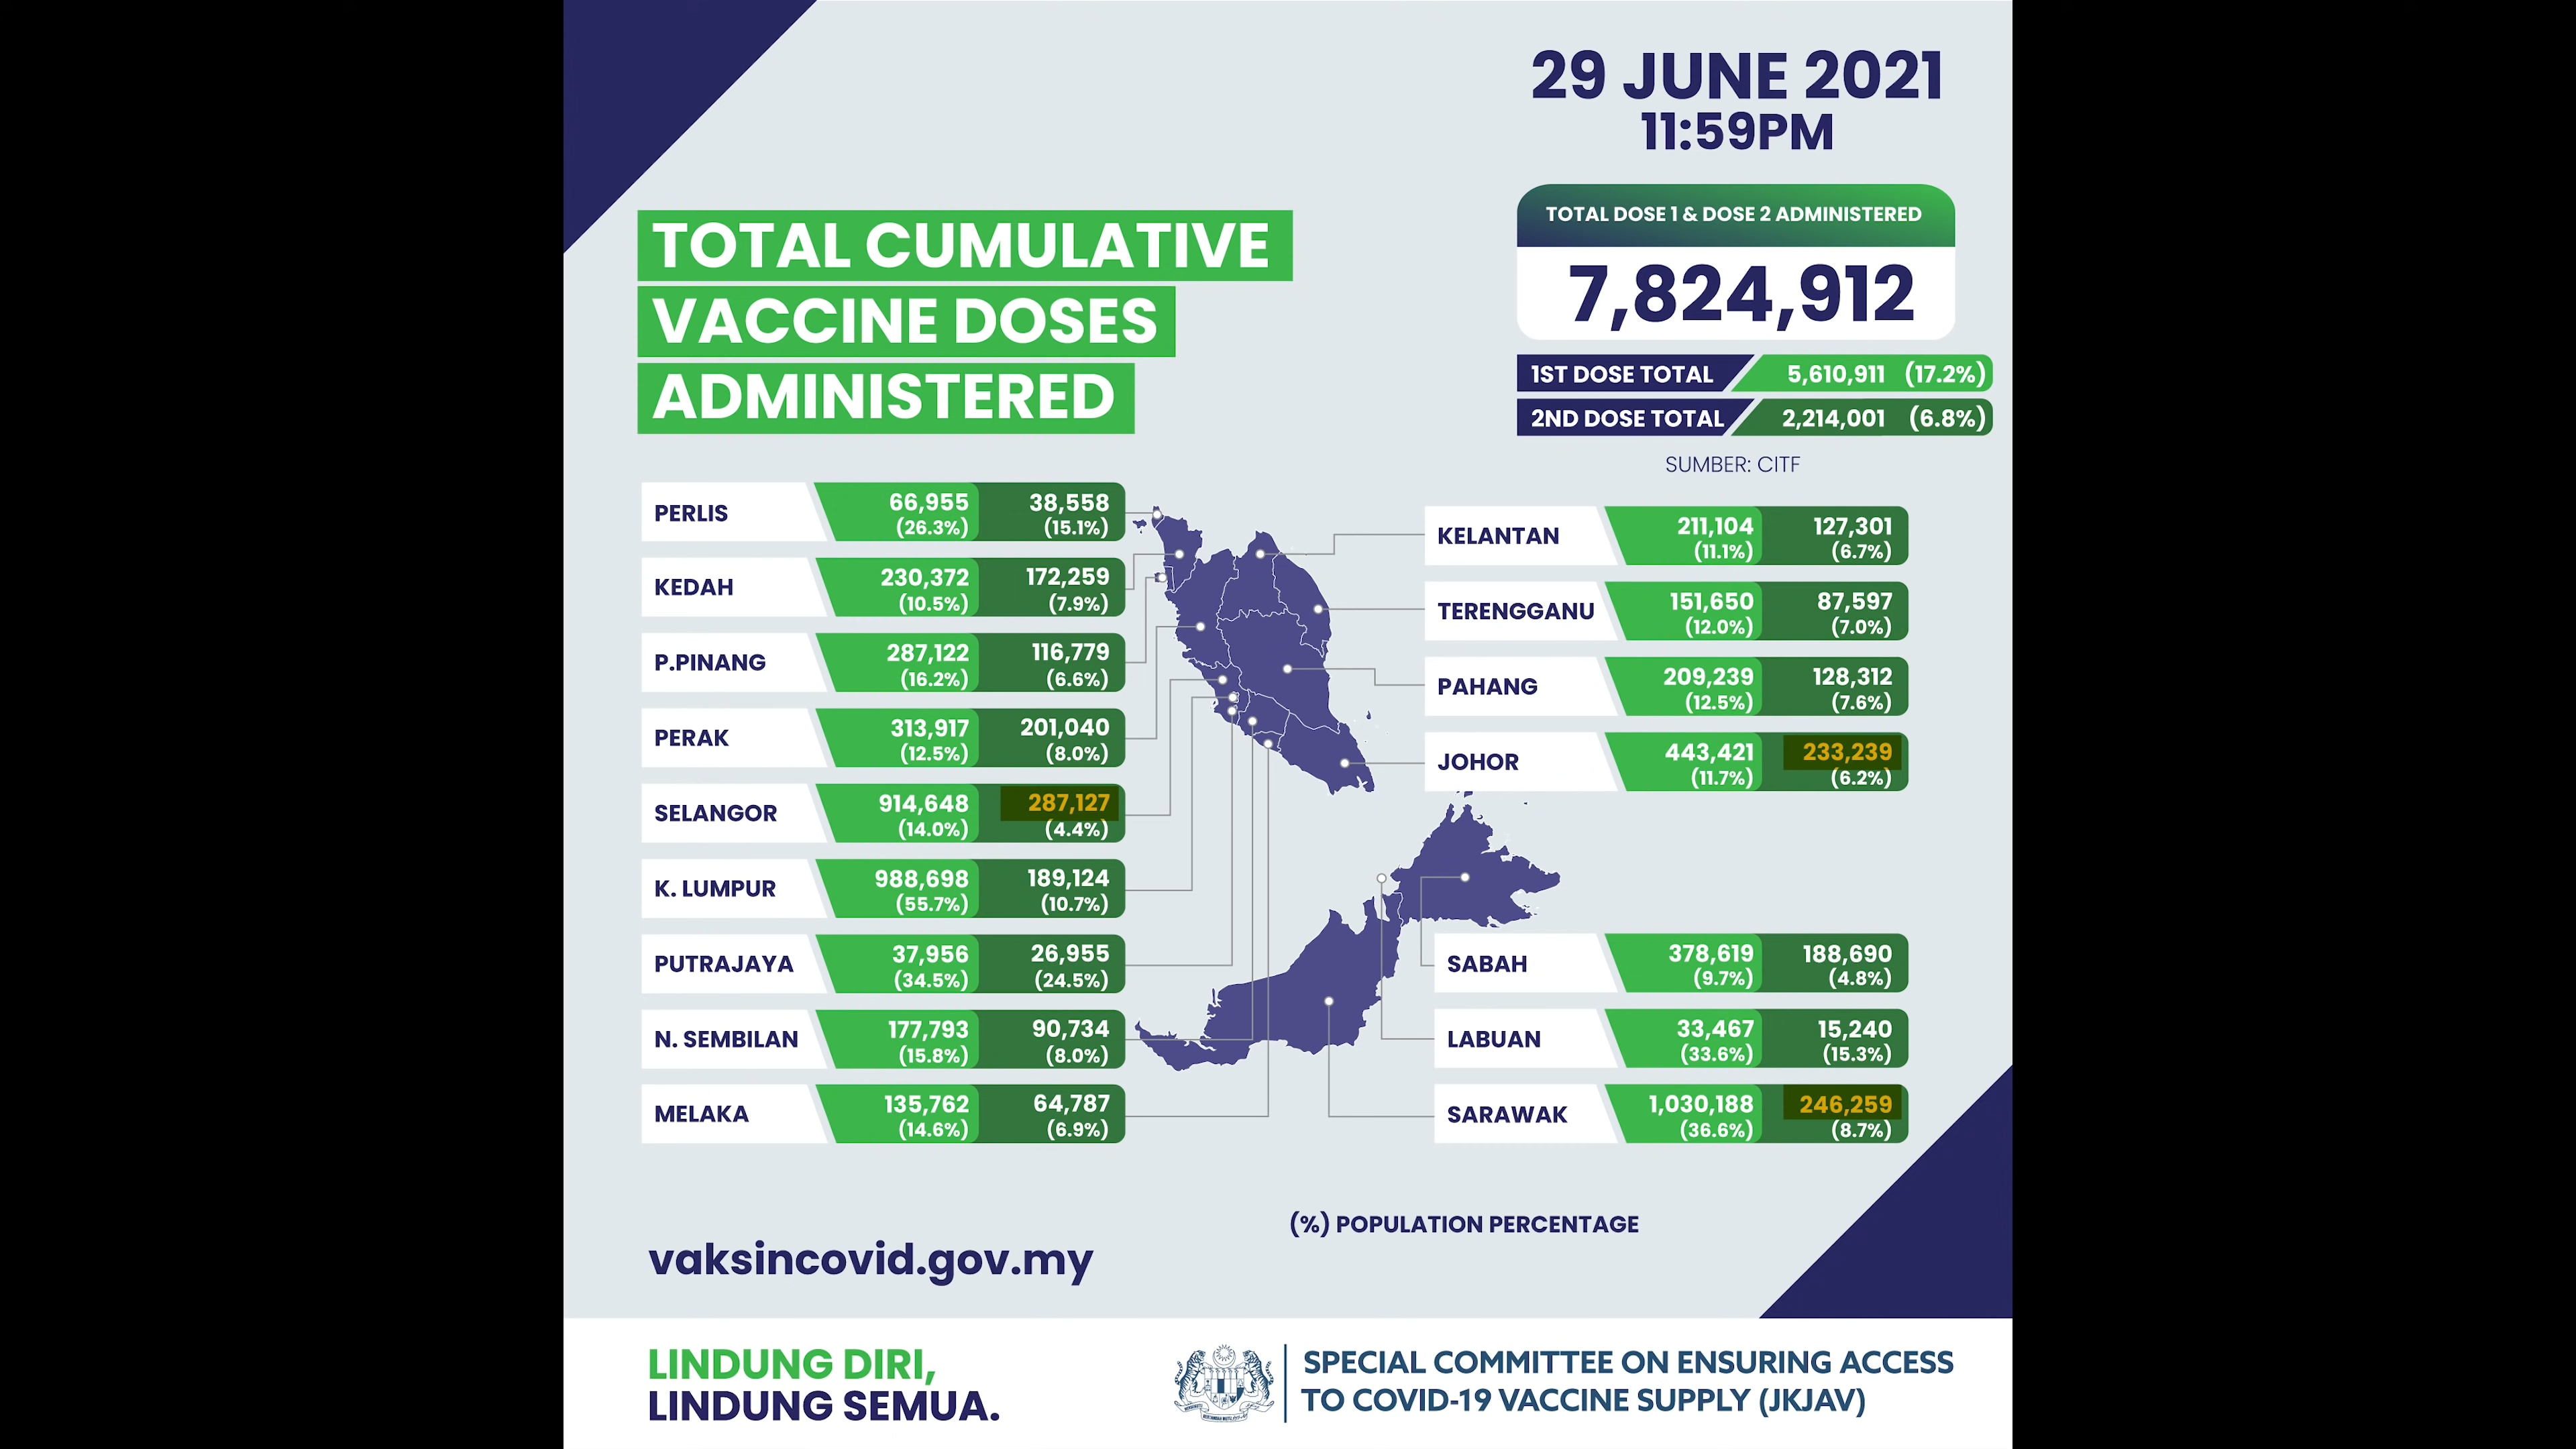 29 JUNE 2021
11:59PM
TOTAL CUMULATIVE
VACCINE DOSES
ADMINISTERED
TOTAL DOSE 1 & DOSE 2 ADMINISTERED
7,824,912
1ST DOSE TOTAL 5,610,911 (17.2%)
2ND DOSE TOTAL 2,214,001 (6.8%)
SUMBER: CITF
PERLIS 66,955 38,558
(26.3%) (15.1%)
KEDAH 230,372 172,259
(10.5%) (7.9%)
P.PINANG 287,122 116,779
(16.2%) (6.6%)
PERAK 313,917 201,040
(12.5%) (8.0%)
SELANGOR 914,648 287,127
(14.0%) (4.4%)
K. LUMPUR 988,698 189,124
(55.7%) (10.7%)
PUTRAJAYA 37,956 26,955
(34.5%) (24.5%)
N. SEMBILAN 177,793 90,734
(15.8%) (8.0%)
MELAKA 135,762 64,787
(14.6%) (6.9%)
KELANTAN 211,104 127,301
(11.1%) (6.7%)
TERENGGANU 151,650 87,597
(12.0%) (7.0%)
PAHANG 209,239 128,312
(12.5%) (7.6%)
JOHOR 443,421 233,239
(11.7%) (6.2%)
SABAH 378,619 188,690
(9.7%) (4.8%)
LABUAN 33,467 15,240
(33.6%) (15.3%)
SARAWAK 1,030,188 246,259
(36.6%) (8.7%)
(%) POPULATION PERCENTAGE
vaksincovid.gov.my
LINDUNG DIRI,
LINDUNG SEMUA.
SPECIAL COMMITTEE ON ENSURING ACCESS
TO COVID-19 VACCINE SUPPLY (JKJAV)